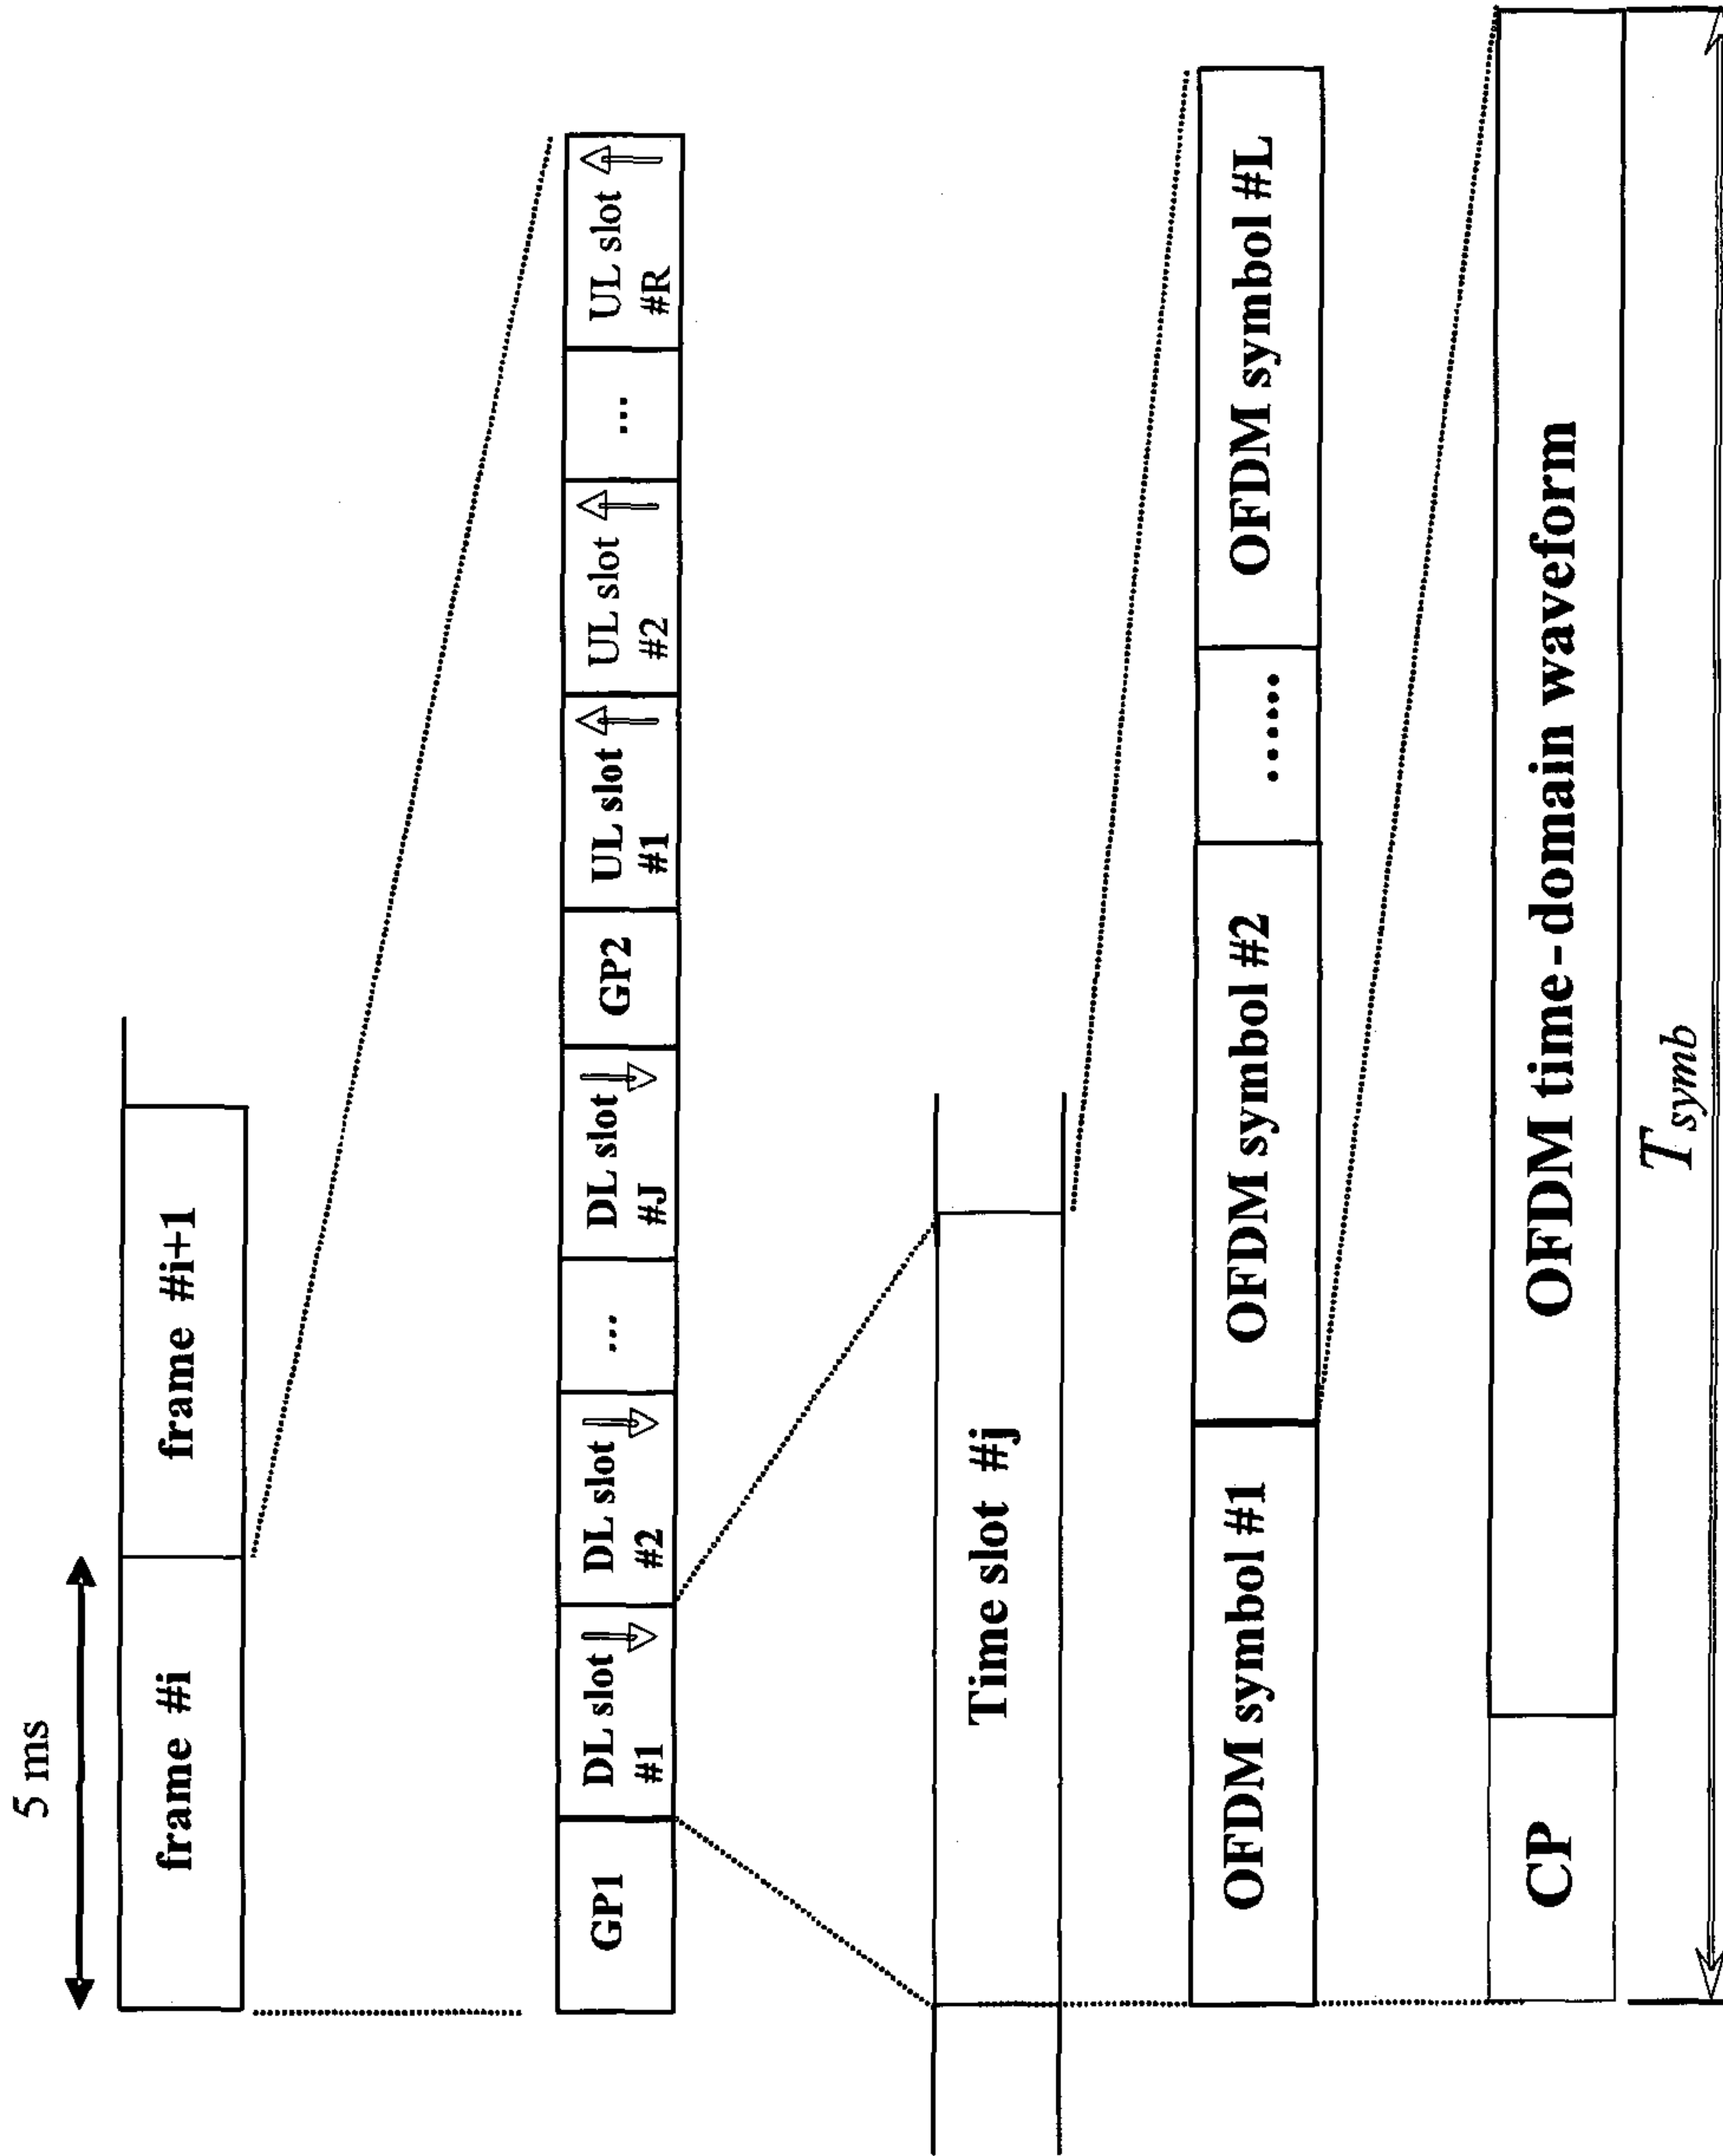 5 ms
frame #i
frame #i+1
GP1
DL slot
#1
DL slot
#2
...
DL slot
#J
GP2
UL slot
#1
UL slot
#2
...
UL slot
#R
Time slot #j
OFDM symbol #1
OFDM symbol #2
......
OFDM symbol #L
CP
OFDM time-domain waveform
Tsymb